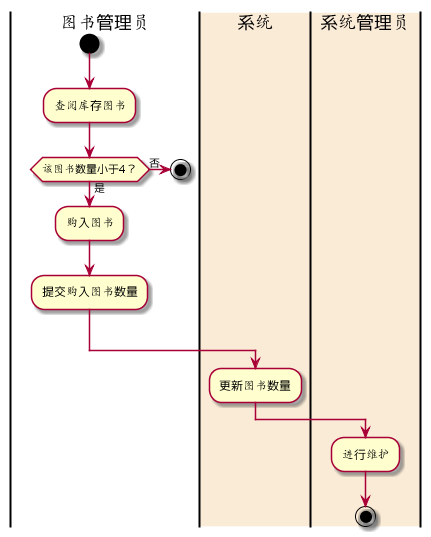 图书管理员
系统
系统管理员
查阅库存图书
该图书数量小于4？
否
是
购入图书
提交购入图书数量
更新图书数量
进行维护